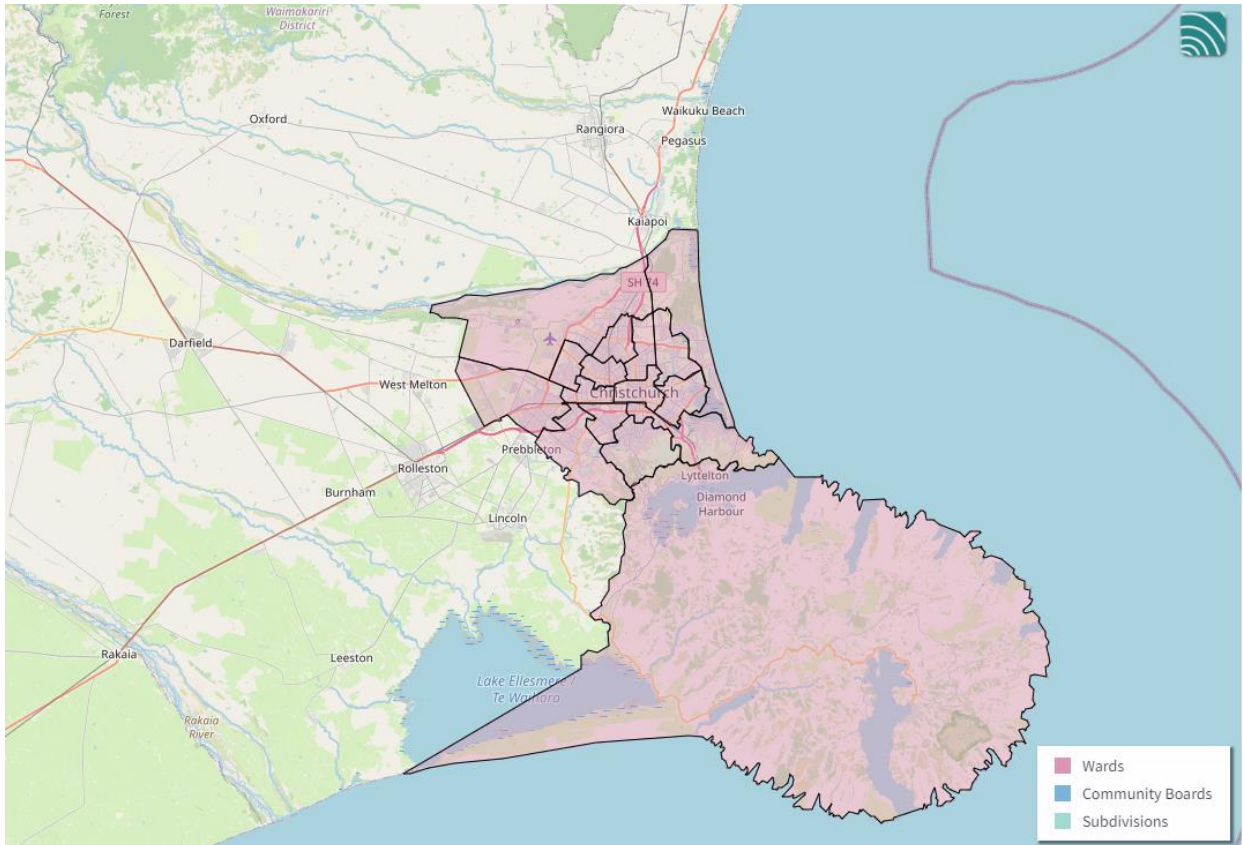 Forest
Waimakariri
District
Oxford
Waikuku Beach
Rangiora
Pegasus
Kaiapoi
SH 74
Darfield
West Melton
Christchurch
Prebbleton
Rolleston
Lyttelton
Burnham
Diamond
Harbour
Lincoln
Rakaia
Leeston
Lake Ellesmere /
Te Waihora
Rakaia
River
Wards
Community Boards
Subdivisions